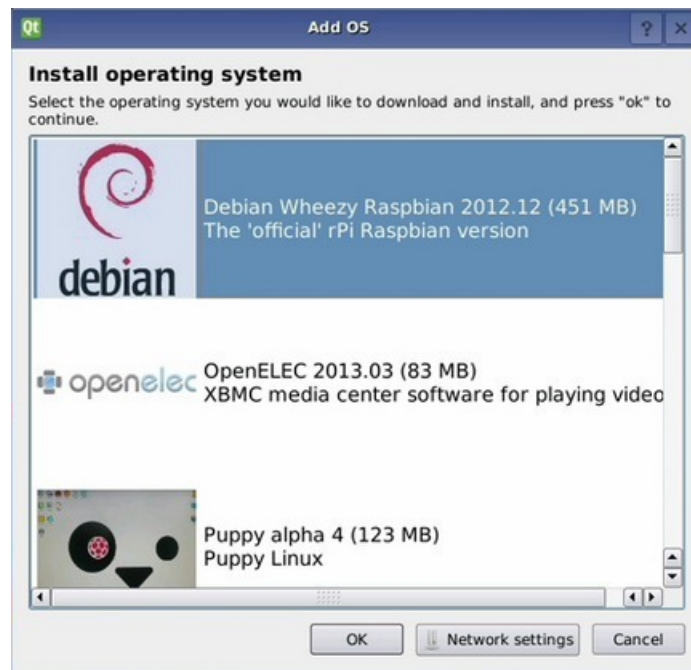 Qt
Add OS
?
×
Install operating system
Select the operating system you would like to download and install, and press "ok" to
continue.
debian
Debian Wheezy Raspbian 2012.12 (451 MB)
The 'official' rPi Raspbian version
openelec
OpenELEC 2013.03 (83 MB)
XBMC media center software for playing video
Puppy alpha 4 (123 MB)
Puppy Linux
OK
Network settings
Cancel